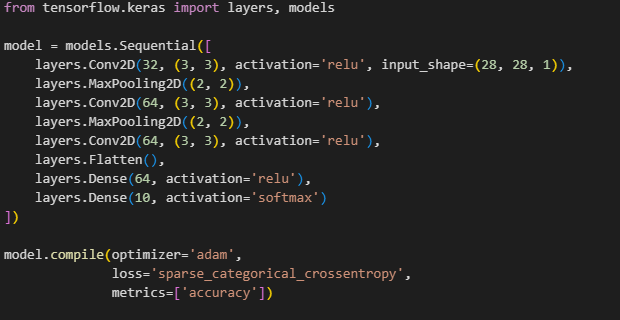 from tensorflow.keras import layers, models

model = models.Sequential([
    layers.Conv2D(32, (3, 3), activation='relu', input_shape=(28, 28, 1)),
    layers.MaxPooling2D((2, 2)),
    layers.Conv2D(64, (3, 3), activation='relu'),
    layers.MaxPooling2D((2, 2)),
    layers.Conv2D(64, (3, 3), activation='relu'),
    layers.Flatten(),
    layers.Dense(64, activation='relu'),
    layers.Dense(10, activation='softmax')
])

model.compile(optimizer='adam',
              loss='sparse_categorical_crossentropy',
              metrics=['accuracy'])